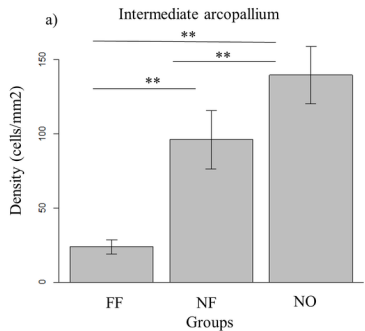 a)
Intermediate arcopallium
**
**
**
Density (cells/mm2)
150
100
50
0
FF NF NO
Groups